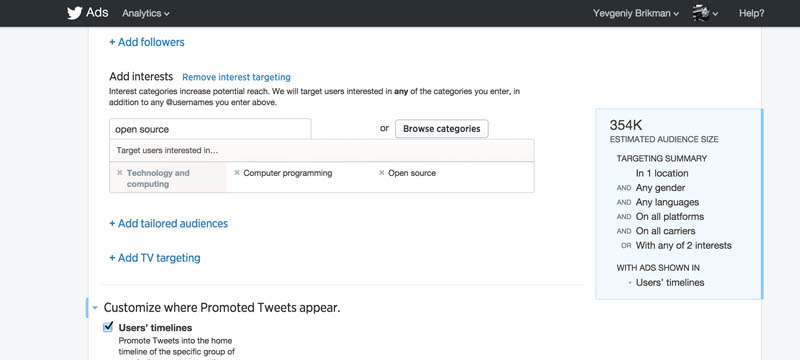 Ads Analytics Yevgeniy Brikman Help?
+ Add followers
Add interests Remove interest targeting
Interest categories increase potential reach. We will target users interested in any of the categories you enter, in
addition to any @usernames you enter above.
open source or Browse categories
Target users interested in...
× Technology and computing × Computer programming × Open source
+ Add tailored audiences
+ Add TV targeting
Customize where Promoted Tweets appear.
Users' timelines
Promote Tweets into the home
timeline of the specific group of
354K
ESTIMATED AUDIENCE SIZE
TARGETING SUMMARY
In 1 location
AND Any gender
AND Any languages
AND On all platforms
AND On all carriers
OR With any of 2 interests
WITH ADS SHOWN IN
· Users' timelines